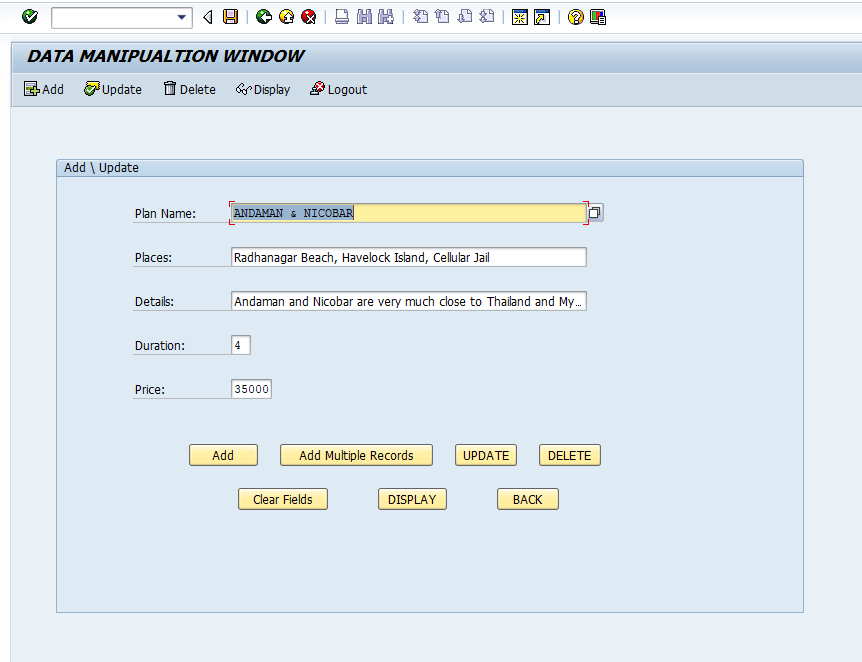 DATA MANIPUALTION WINDOW
Add Update Delete Display Logout
Add \ Update
Plan Name: ANDAMAN & NICOBAR
Places: Radhanagar Beach, Havelock Island, Cellular Jail
Details: Andaman and Nicobar are very much close to Thailand and My...
Duration: 4
Price: 35000
Add Add Multiple Records UPDATE DELETE
Clear Fields DISPLAY BACK